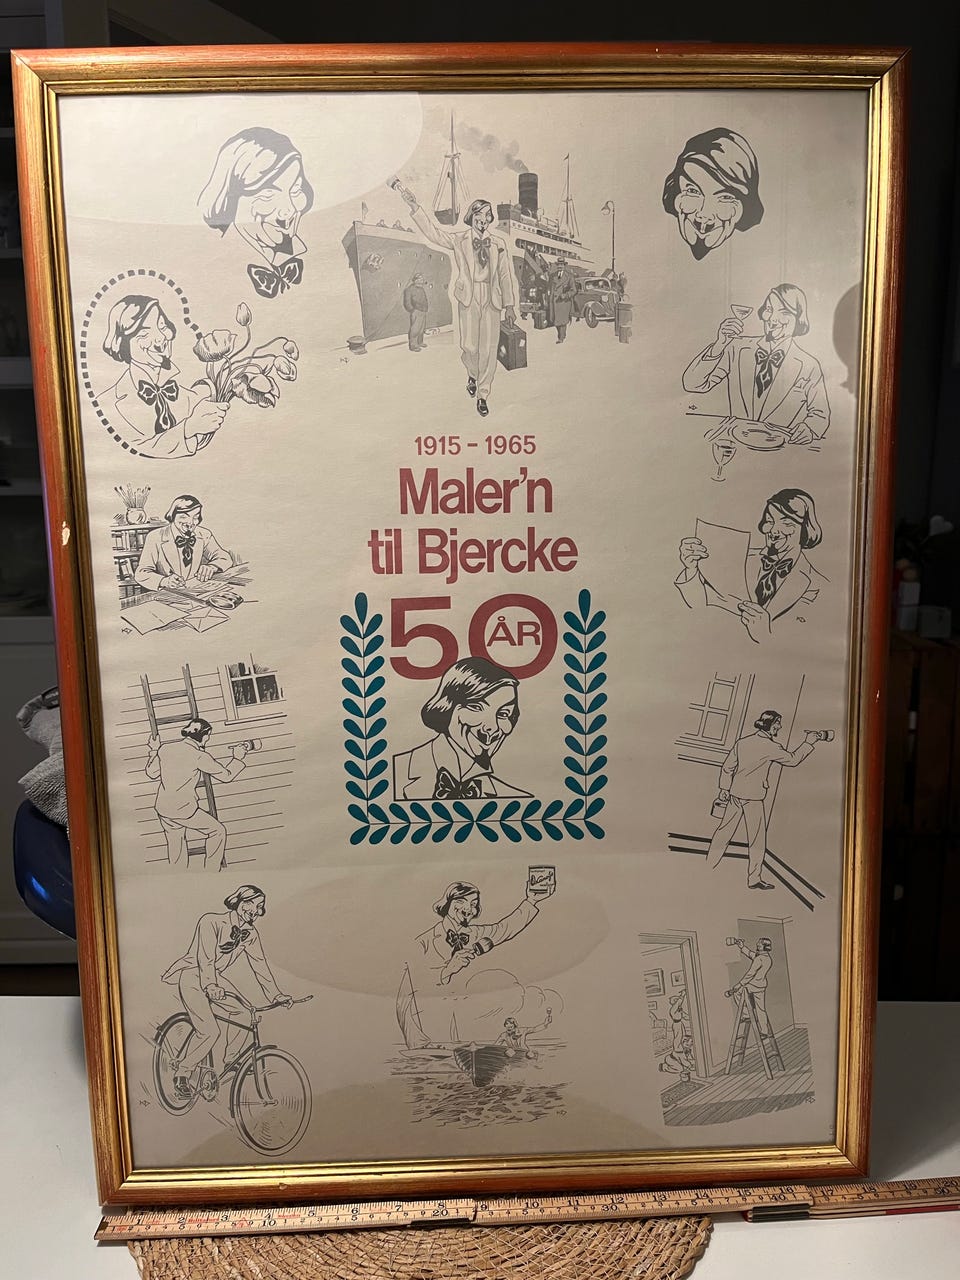 1915 – 1965
Maler'n
til Bjercke
50
ÅR